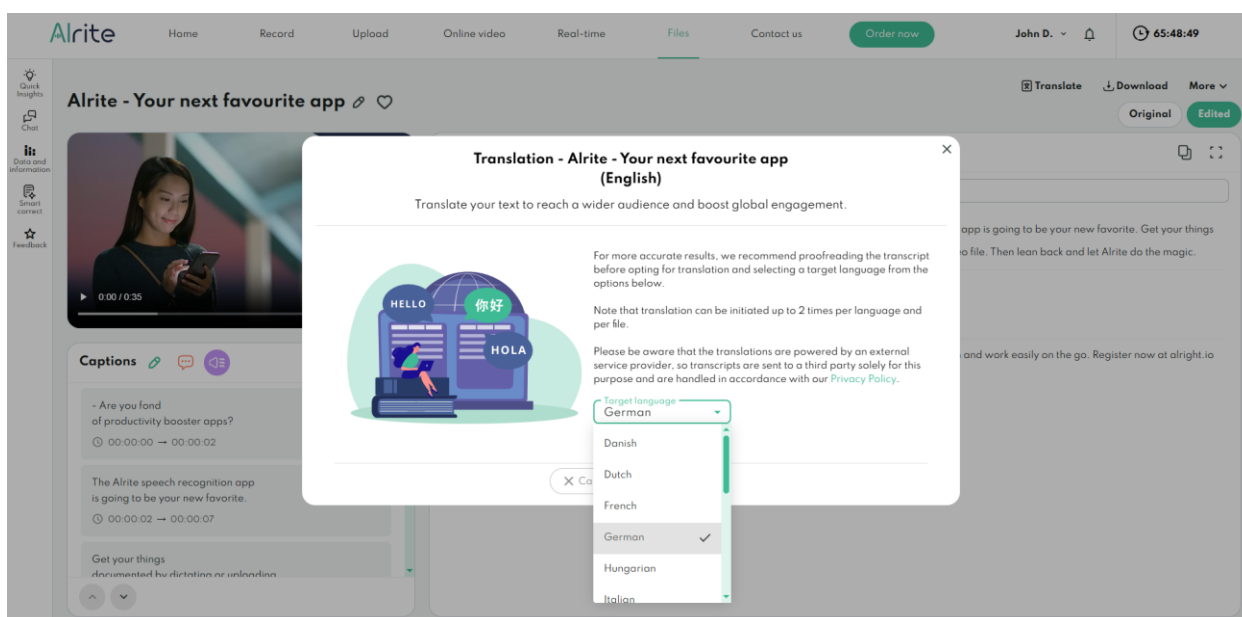 Alrite
Home
Record
Upload
Online video
Real-time
Files
Contact us
Order now
John D.
65:48:49
Quick
Insights
Chat
Data and
information
Smart
correct
Feedback
Alrite - Your next favourite app
Translate
Download
More
Original
Edited
0:00 / 0:35
Captions
- Are you fond
of productivity booster apps?
00:00:00 → 00:00:02
The Alrite speech recognition app
is going to be your new favorite.
00:00:02 → 00:00:07
Get your things
documented by dictating or uploading
app is going to be your new favorite. Get your things
file. Then lean back and let Alrite do the magic.
and work easily on the go. Register now at alright.io
Translation - Alrite - Your next favourite app
(English)
Translate your text to reach a wider audience and boost global engagement.
HELLO
你好
HOLA
For more accurate results, we recommend proofreading the transcript
before opting for translation and selecting a target language from the
options below.
Note that translation can be initiated up to 2 times per language and
per file.
Please be aware that the translations are powered by an external
service provider, so transcripts are sent to a third party solely for this
purpose and are handled in accordance with our Privacy Policy.
Target language
German
Danish
Dutch
French
German
Hungarian
Italian